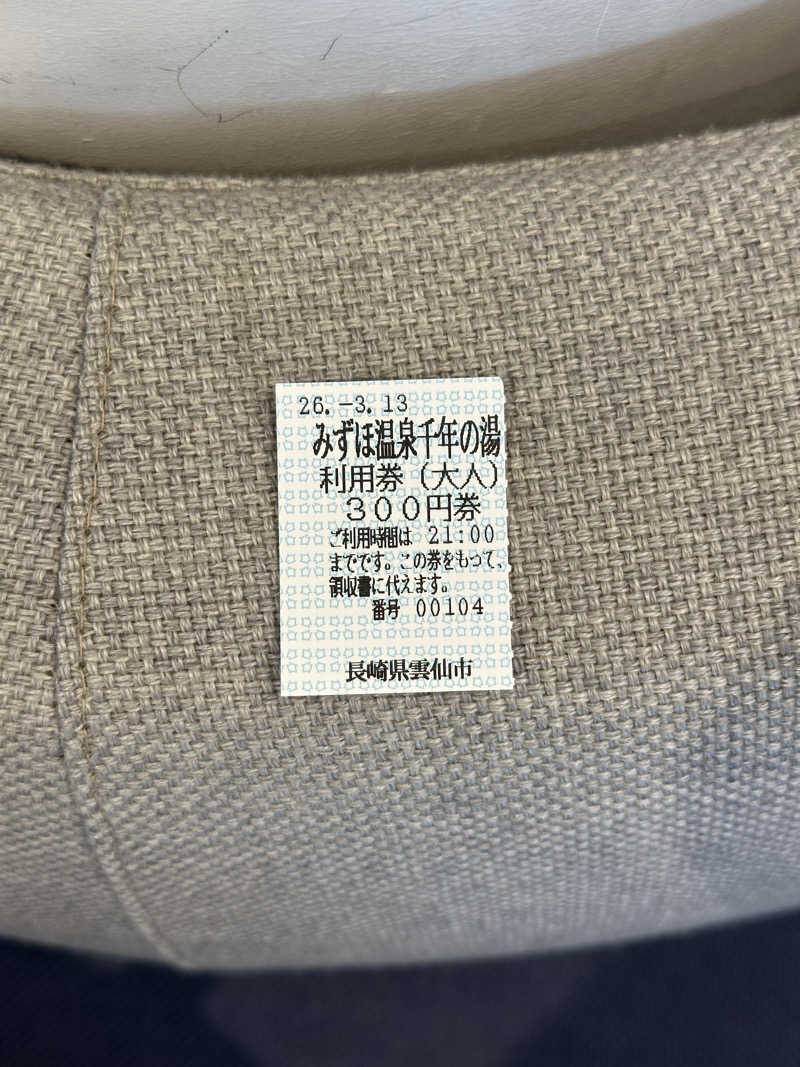 26.-3.13
みずほ温泉千年の湯
利用券(大人)
300円券
ご利用時間は 21:00
までです。この券をもって、
領収書に代えます。
番号 00104
長崎県雲仙市